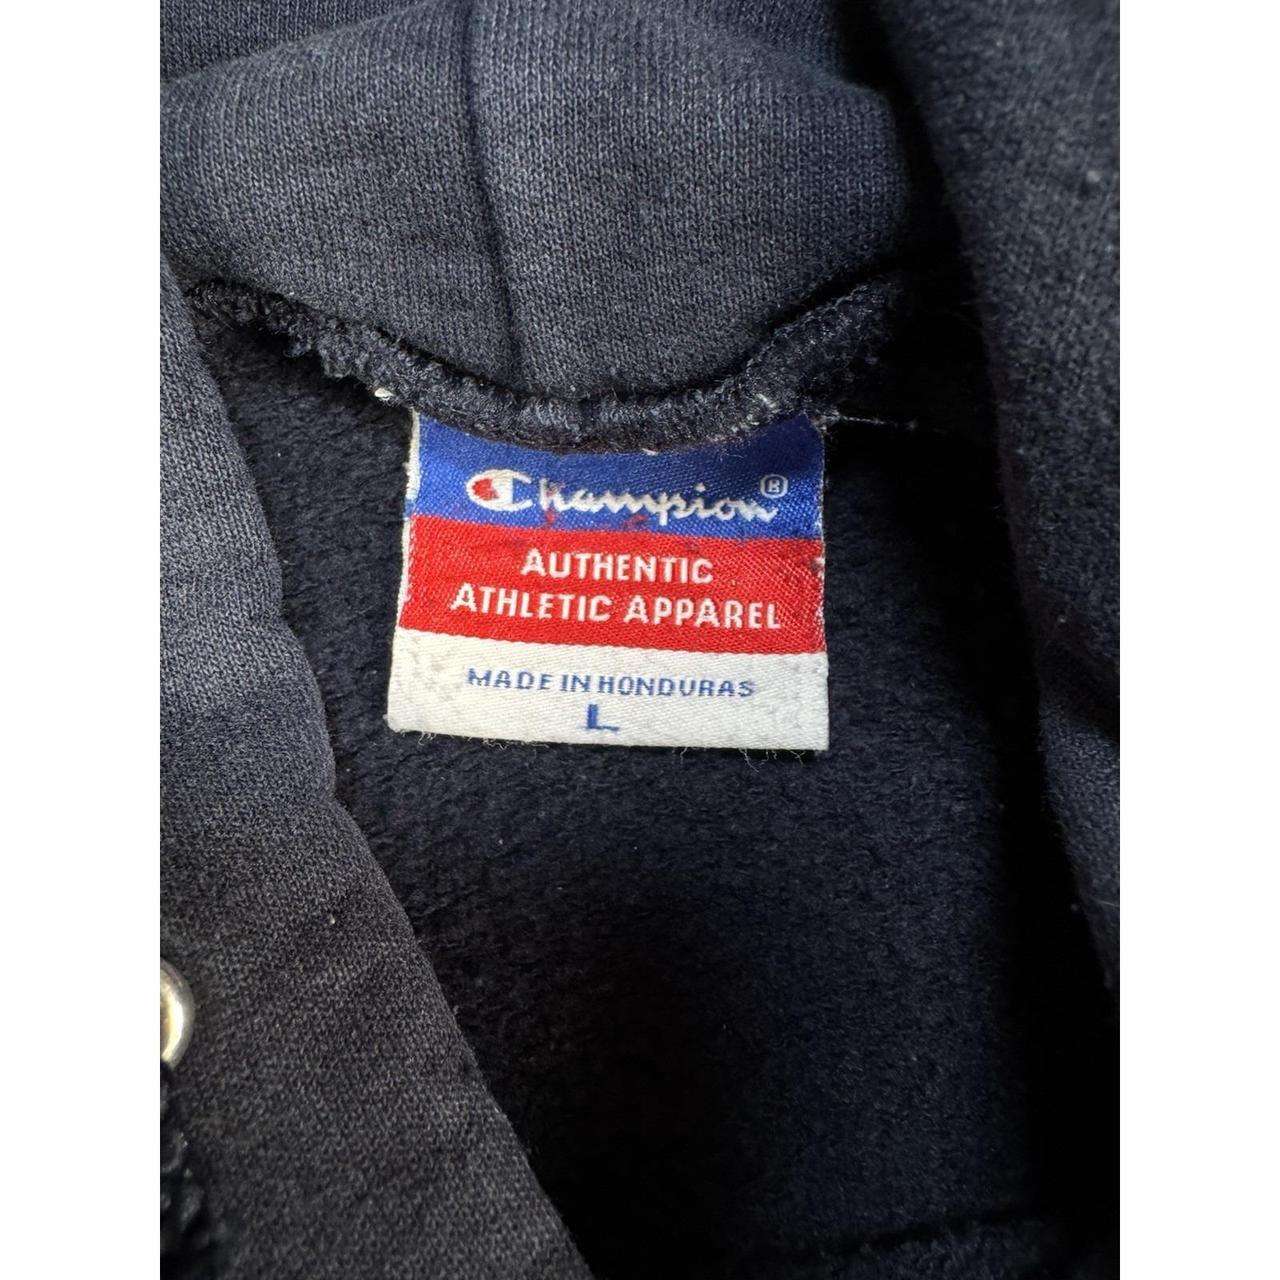 Champion®
AUTHENTIC
ATHLETIC APPAREL
MADE IN HONDURAS
L